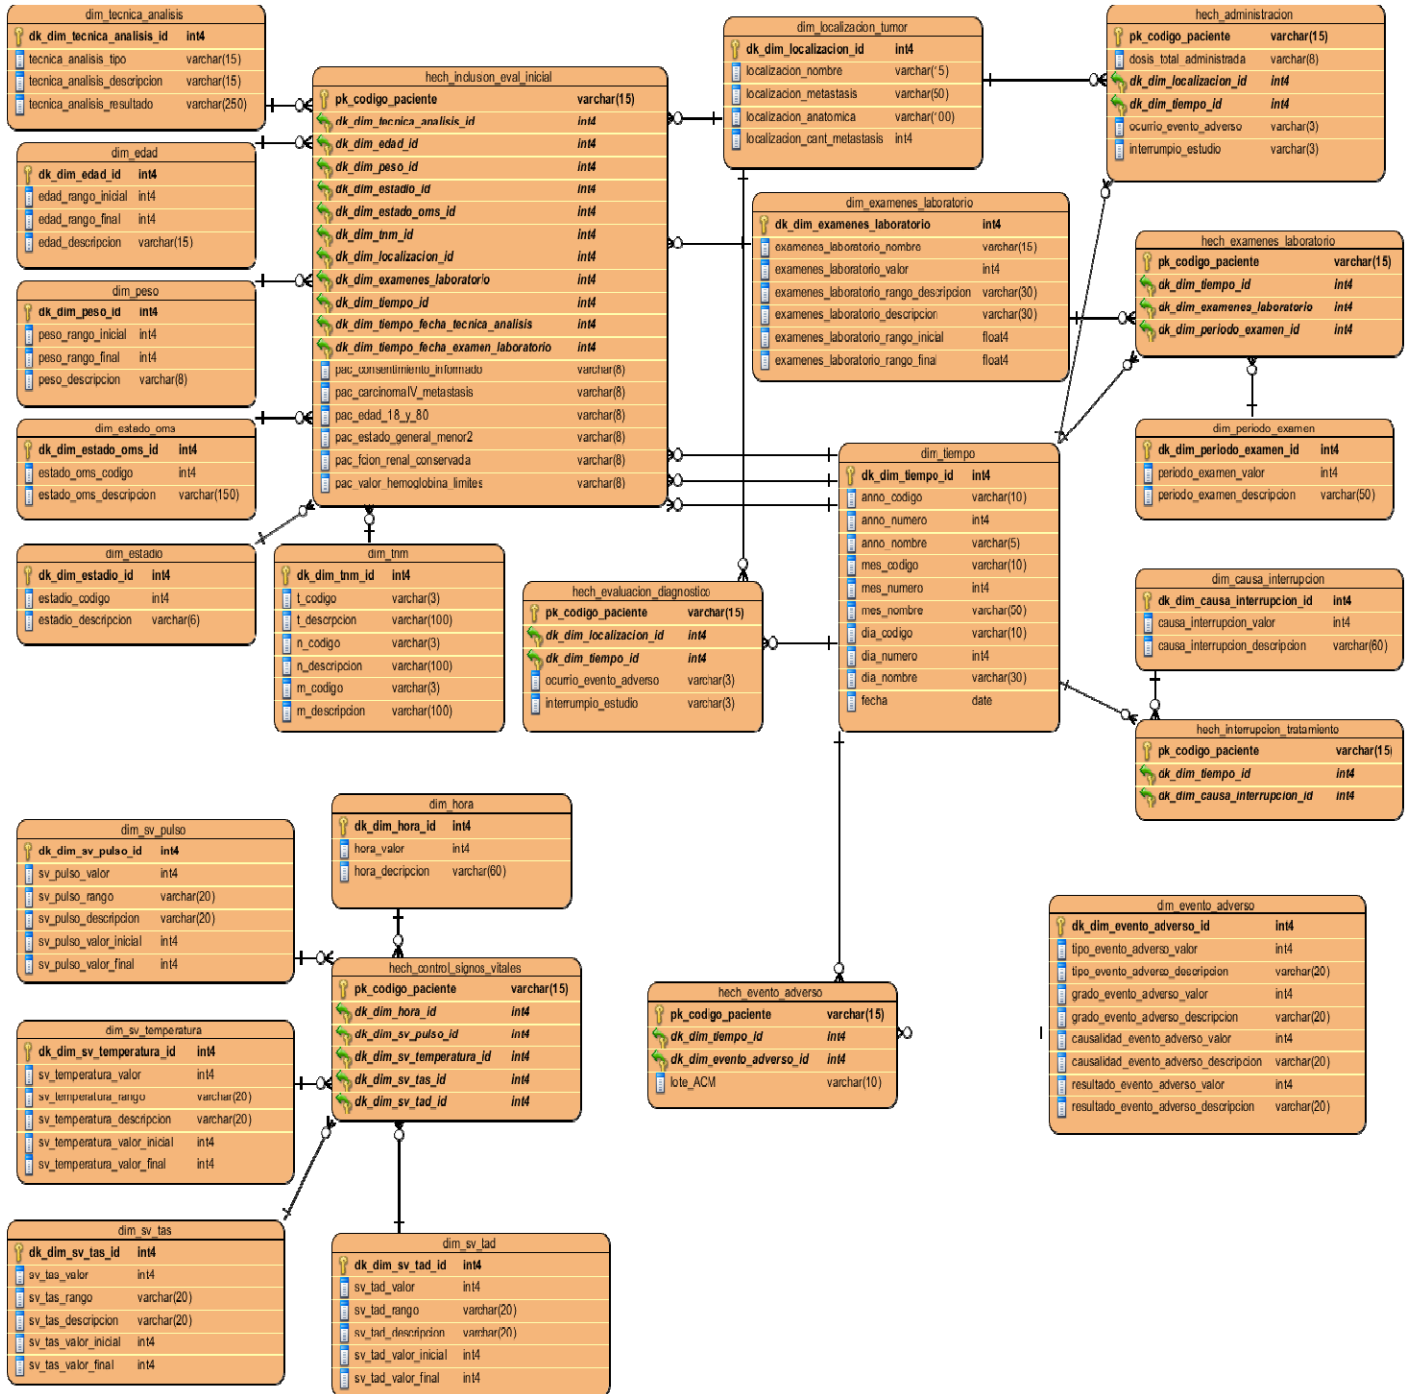 dim_tecnica_analisis
dk_dim_tecnica_analisis_id int4
tecnica_analisis_tipo varchar(15)
tecnica_analisis_descripcion varchar(15)
tecnica_analisis_resultado varchar(250)
dim_edad
dk_dim_edad_id int4
edad_rango_inicial int4
edad_rango_final int4
edad_descripcion varchar(15)
dim_peso
dk_dim_peso_id int4
peso_rango_inicial int4
peso_rango_final int4
peso_descripcion varchar(8)
dim_estado_oms
dk_dim_estado_oms_id int4
estado_oms_codigo int4
estado_oms_descripcion varchar(150)
dim_estadio
dk_dim_estadio_id int4
estadio_codigo int4
estadio_descripcion varchar(6)
hech_inclusion_eval_inicial
pk_codigo_paciente varchar(15)
dk_dim_tecnica_analisis_id int4
dk_dim_edad_id int4
dk_dim_peso_id int4
dk_dim_estadio_id int4
dk_dim_estado_oms_id int4
dk_dim_tnm_id int4
dk_dim_localizacion_id int4
dk_dim_examenes_laboratorio int4
dk_dim_tiempo_id int4
dk_dim_tiempo_fecha_tecnica_analisis int4
dk_dim_tiempo_fecha_examen_laboratorio int4
pac_consentimiento_informado varchar(8)
pac_carcinomaIV_metastasis varchar(8)
pac_edad_18_y_80 varchar(8)
pac_estado_general_menor2 varchar(8)
pac_fcion_renal_conservada varchar(8)
pac_valor_hemoglobina_limites varchar(8)
dim_tnm
dk_dim_tnm_id int4
t_codigo varchar(3)
t_descrpcion varchar(100)
n_codigo varchar(3)
n_descripcion varchar(100)
m_codigo varchar(3)
m_descripcion varchar(100)
dim_localizacion_tumor
dk_dim_localizacion_id int4
localizacion_nombre varchar('5)
localizacion_metastasis varchar(50)
localizacion_anatomica varchar('00)
localizacion_cant_metastasis int4
dim_examenes_laboratorio
dk_dim_examenes_laboratorio int4
examenes_laboratorio_nombre varchar(15)
examenes_laboratorio_valor int4
examenes_laboratorio_rango_descripcion varchar(30)
examenes_laboratorio_descripcion varchar(30)
examenes_laboratorio_rango_inicial float4
examenes_laboratorio_rango_final float4
hech_administracion
pk_codigo_paciente varchar(15)
dosis_total_administrada varchar(8)
dk_dim_localizacion_id int4
dk_dim_tiempo_id int4
ocurrio_evento_adverso varchar(3)
interrumpio_estudio varchar(3)
hech_examenes_laboratorio
pk_codigo_paciente varchar(15)
dk_dim_tiempo_id int4
dk_dim_examenes_laboratorio int4
dk_dim_periodo_examen_id int4
dim_periodo_examen
dk_dim_periodo_examen_id int4
periodo_examen_valor int4
periodo_examen_descripcion varchar(50)
dim_tiempo
dk_dim_tiempo_id int4
anno_codigo varchar(10)
anno_numero int4
anno_nombre varchar(5)
mes_codigo varchar(10)
mes_numero int4
mes_nombre varchar(50)
dia_codigo varchar(10)
dia_numero int4
dia_nombre varchar(30)
fecha date
hech_evaluacion_diagnostico
pk_codigo_paciente varchar(15)
dk_dim_localizacion_id int4
dk_dim_tiempo_id int4
ocurrio_evento_adverso varchar(3)
interrumpio_estudio varchar(3)
dim_causa_interrupcion
dk_dim_causa_interrupcion_id int4
causa_interrupcion_valor int4
causa_interrupcion_descripcion varchar(60)
hech_interrupcion_tratamiento
pk_codigo_paciente varchar(15)
dk_dim_tiempo_id int4
dk_dim_causa_interrupcion_id int4
dim_hora
dk_dim_hora_id int4
hora_valor int4
hora_decripcion varchar(60)
dim_sv_pulso
dk_dim_sv_pulso_id int4
sv_pulso_valor int4
sv_pulso_rango varchar(20)
sv_pulso_descripcion varchar(20)
sv_pulso_valor_inicial int4
sv_pulso_valor_final int4
dim_sv_temperatura
dk_dim_sv_temperatura_id int4
sv_temperatura_valor int4
sv_temperatura_rango varchar(20)
sv_temperatura_descripcion varchar(20)
sv_temperatura_valor_inicial int4
sv_temperatura_valor_final int4
hech_control_signos_vitales
pk_codigo_paciente varchar(15)
dk_dim_hora_id int4
dk_dim_sv_pulso_id int4
dk_dim_sv_temperatura_id int4
dk_dim_sv_tas_id int4
dk_dim_sv_tad_id int4
dim_sv_tas
dk_dim_sv_tas_id int4
sv_tas_valor int4
sv_tas_rango varchar(20)
sv_tas_descripcion varchar(20)
sv_tas_valor_inicial int4
sv_tas_valor_final int4
dim_sv_tad
dk_dim_sv_tad_id int4
sv_tad_valor int4
sv_tad_rango varchar(20)
sv_tad_descripcion varchar(20)
sv_tad_valor_inicial int4
sv_tad_valor_final int4
hech_evento_adverso
pk_codigo_paciente varchar(15)
dk_dim_tiempo_id int4
dk_dim_evento_adverso_id int4
lote_ACM varchar(10)
dim_evento_adverso
dk_dim_evento_adverso_id int4
tipo_evento_adverso_valor int4
tipo_evento_adverso_descripcion varchar(20)
grado_evento_adverso_valor int4
grado_evento_adverso_descripcion varchar(20)
causalidad_evento_adverso_valor int4
causalidad_evento_adverso_descripcion varchar(20)
resultado_evento_adverso_valor int4
resultado_evento_adverso_descripcion varchar(20)